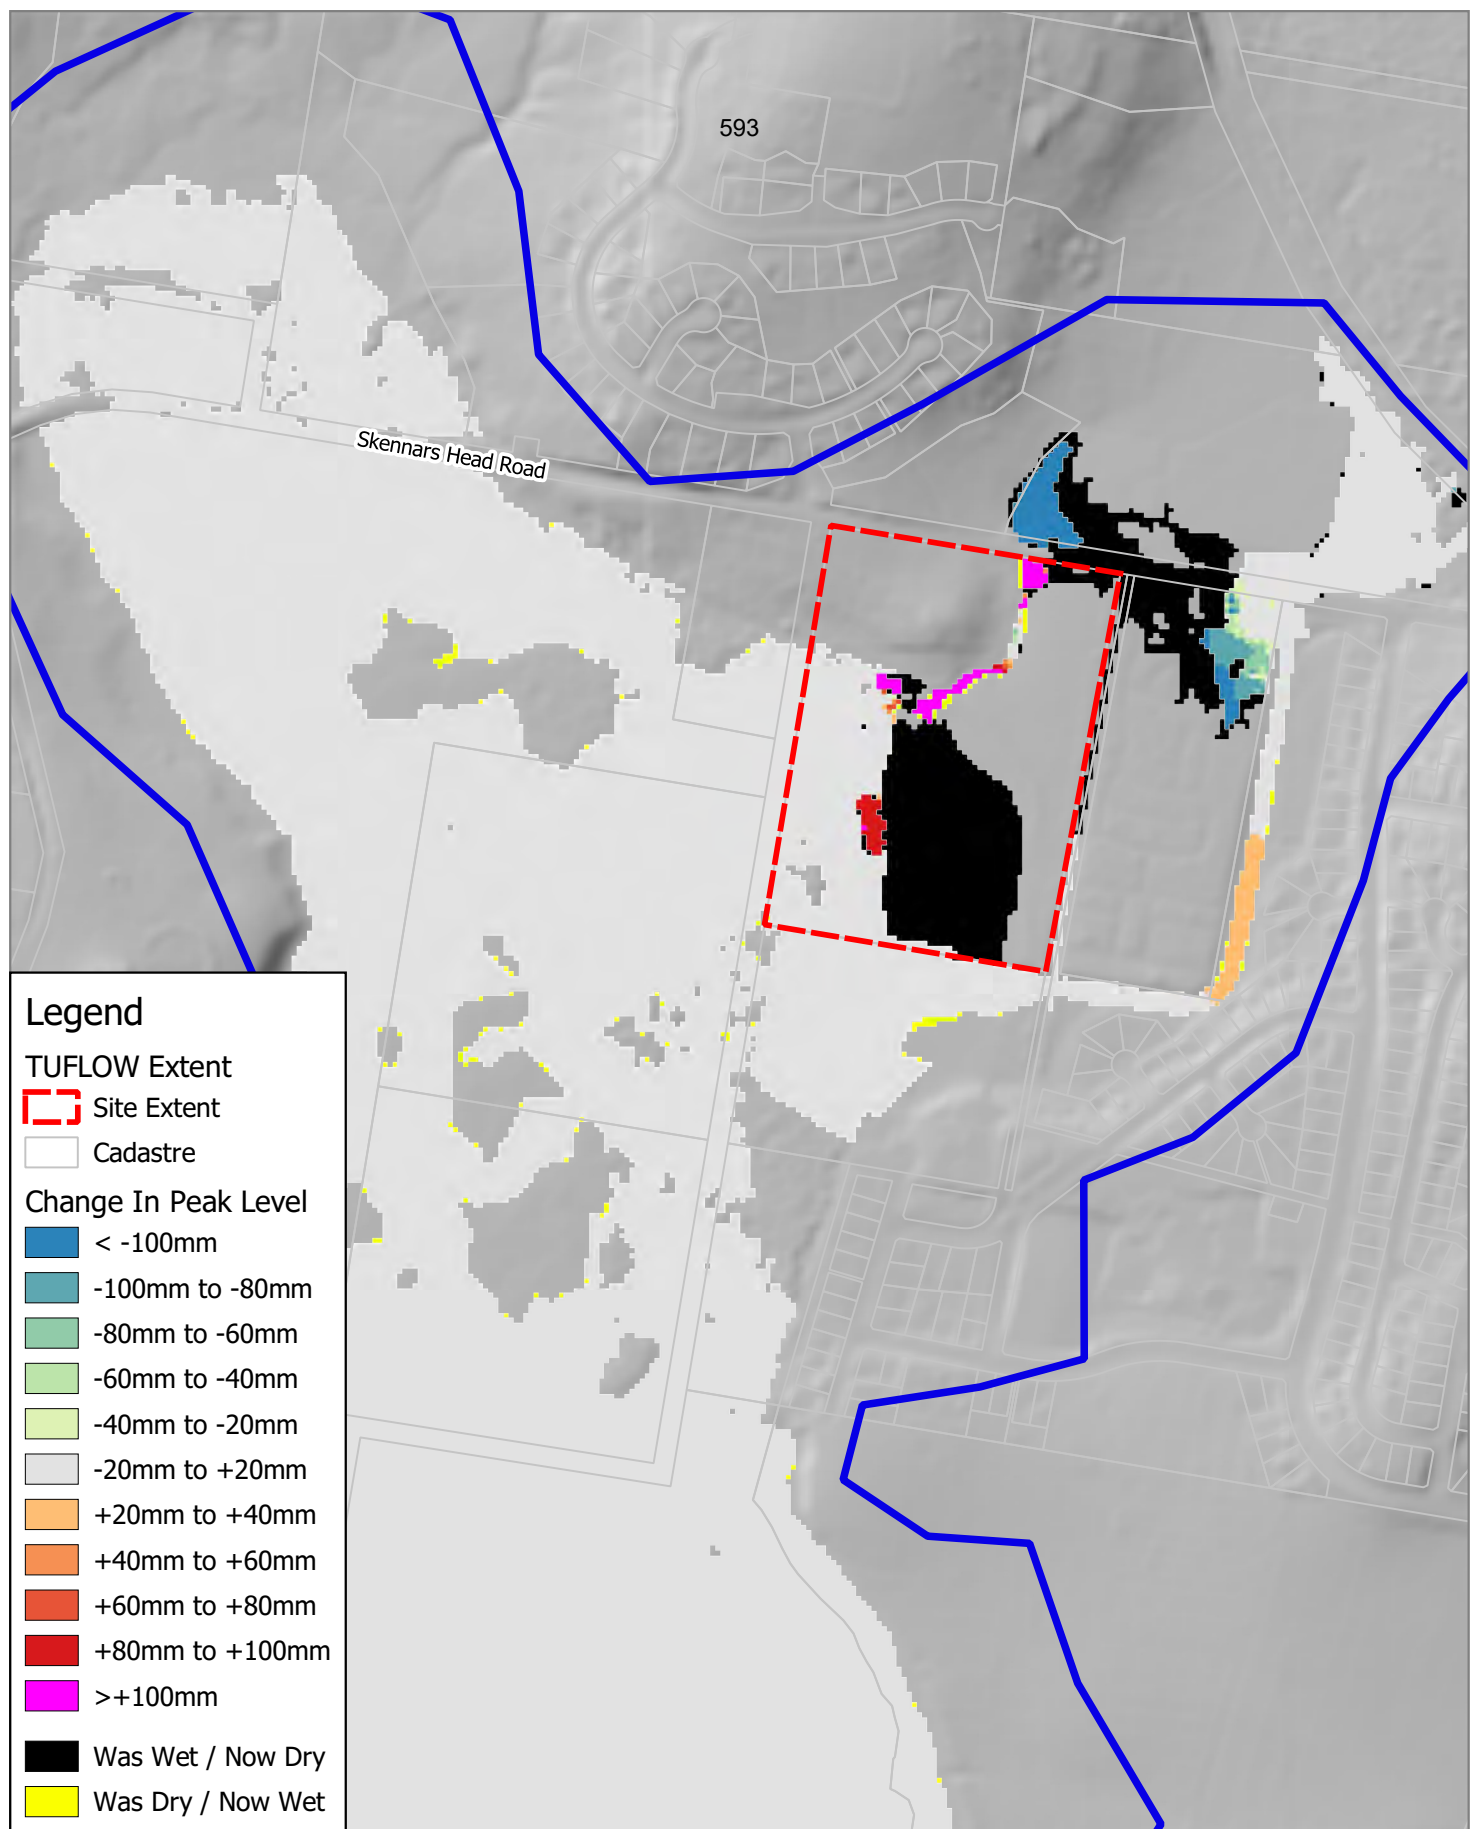 593
Skennars Head Road
Legend
TUFLOW Extent
Site Extent
Cadastre
Change In Peak Level
< -100mm
-100mm to -80mm
-80mm to -60mm
-60mm to -40mm
-40mm to -20mm
-20mm to +20mm
+20mm to +40mm
+40mm to +60mm
+60mm to +80mm
+80mm to +100mm
>+100mm
Was Wet / Now Dry
Was Dry / Now Wet